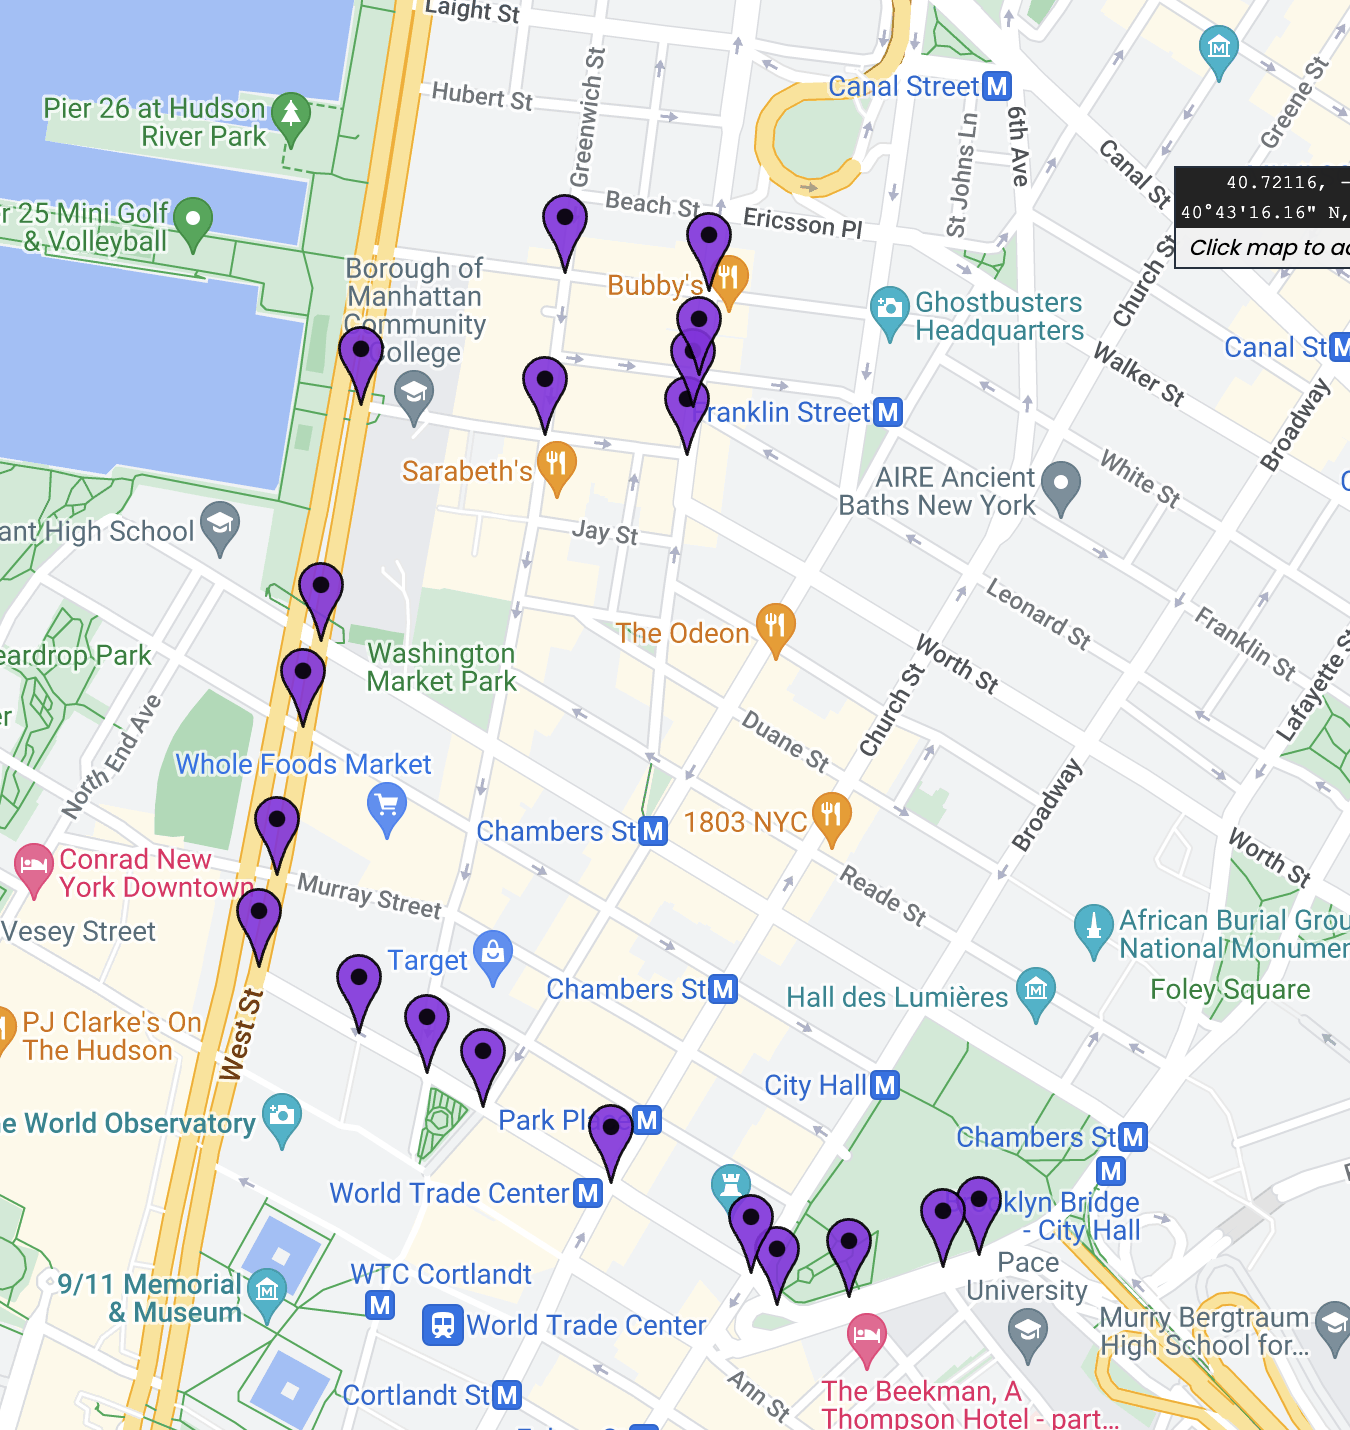 Laight St
Canal Street
M
Pier 26 at Hudson
River Park
Hubert St
Greenwich St
6th Ave
St Johns Ln
Greene St
Canal St
r 25 Mini Golf
& Volleyball
Beach St
Ericsson Pl
40.72116, -
40°43'16.16" N,
Click map to ad
Church St
Borough of
Manhattan
Community
College
Bubby's
Ghostbusters
Headquarters
Canal St
M
Walker St
Broadway
Franklin Street
M
Sarabeth's
AIRE Ancient
Baths New York
White St
ant High School
Jay St
Leonard St
Franklin St
The Odeon
Worth St
Lafayette S
eardrop Park
Washington
Market Park
er
North End Ave
Church St
Duane St
Whole Foods Market
Broadway
Chambers St
M
1803 NYC
Worth St
Conrad New
York Downtown
Murray Street
Reade St
Vesey Street
African Burial Grou
National Monumen
Target
Chambers St
M
Hall des Lumières
Foley Square
PJ Clarke's On
The Hudson
West St
City Hall
M
e World Observatory
Park Pla
M
Chambers St
M
M
World Trade Center
M
klyn Bridge
- City Hall
Pace
University
9/11 Memorial
& Museum
WTC Cortlandt
M
World Trade Center
Murry Bergtraum
High School for...
Cortlandt St
M
Ann St
The Beekman, A
Thompson Hotel - part...